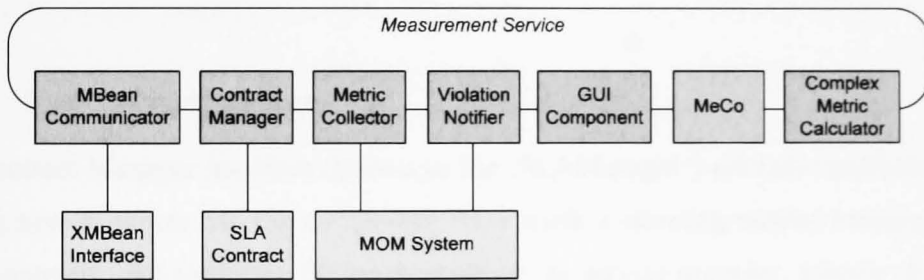 Measurement Service
MBean
Communicator
Contract
Manager
Metric
Collector
Violation
Notifier
GUI
Component
MeCo
Complex
Metric
Calculator
XMBean
Interface
SLA
Contract
MOM System